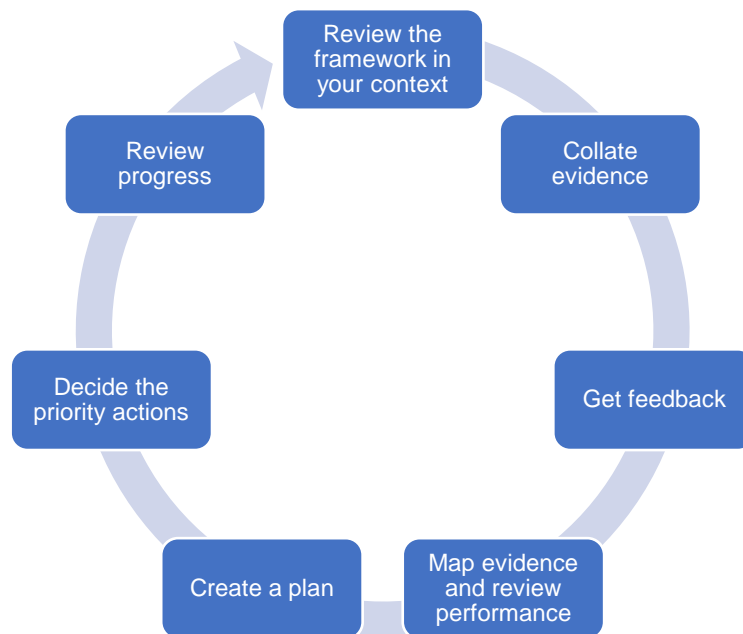 Review the
framework in
your context
Collate
evidence
Get feedback
Map evidence
and review
performance
Create a plan
Decide the
priority actions
Review
progress